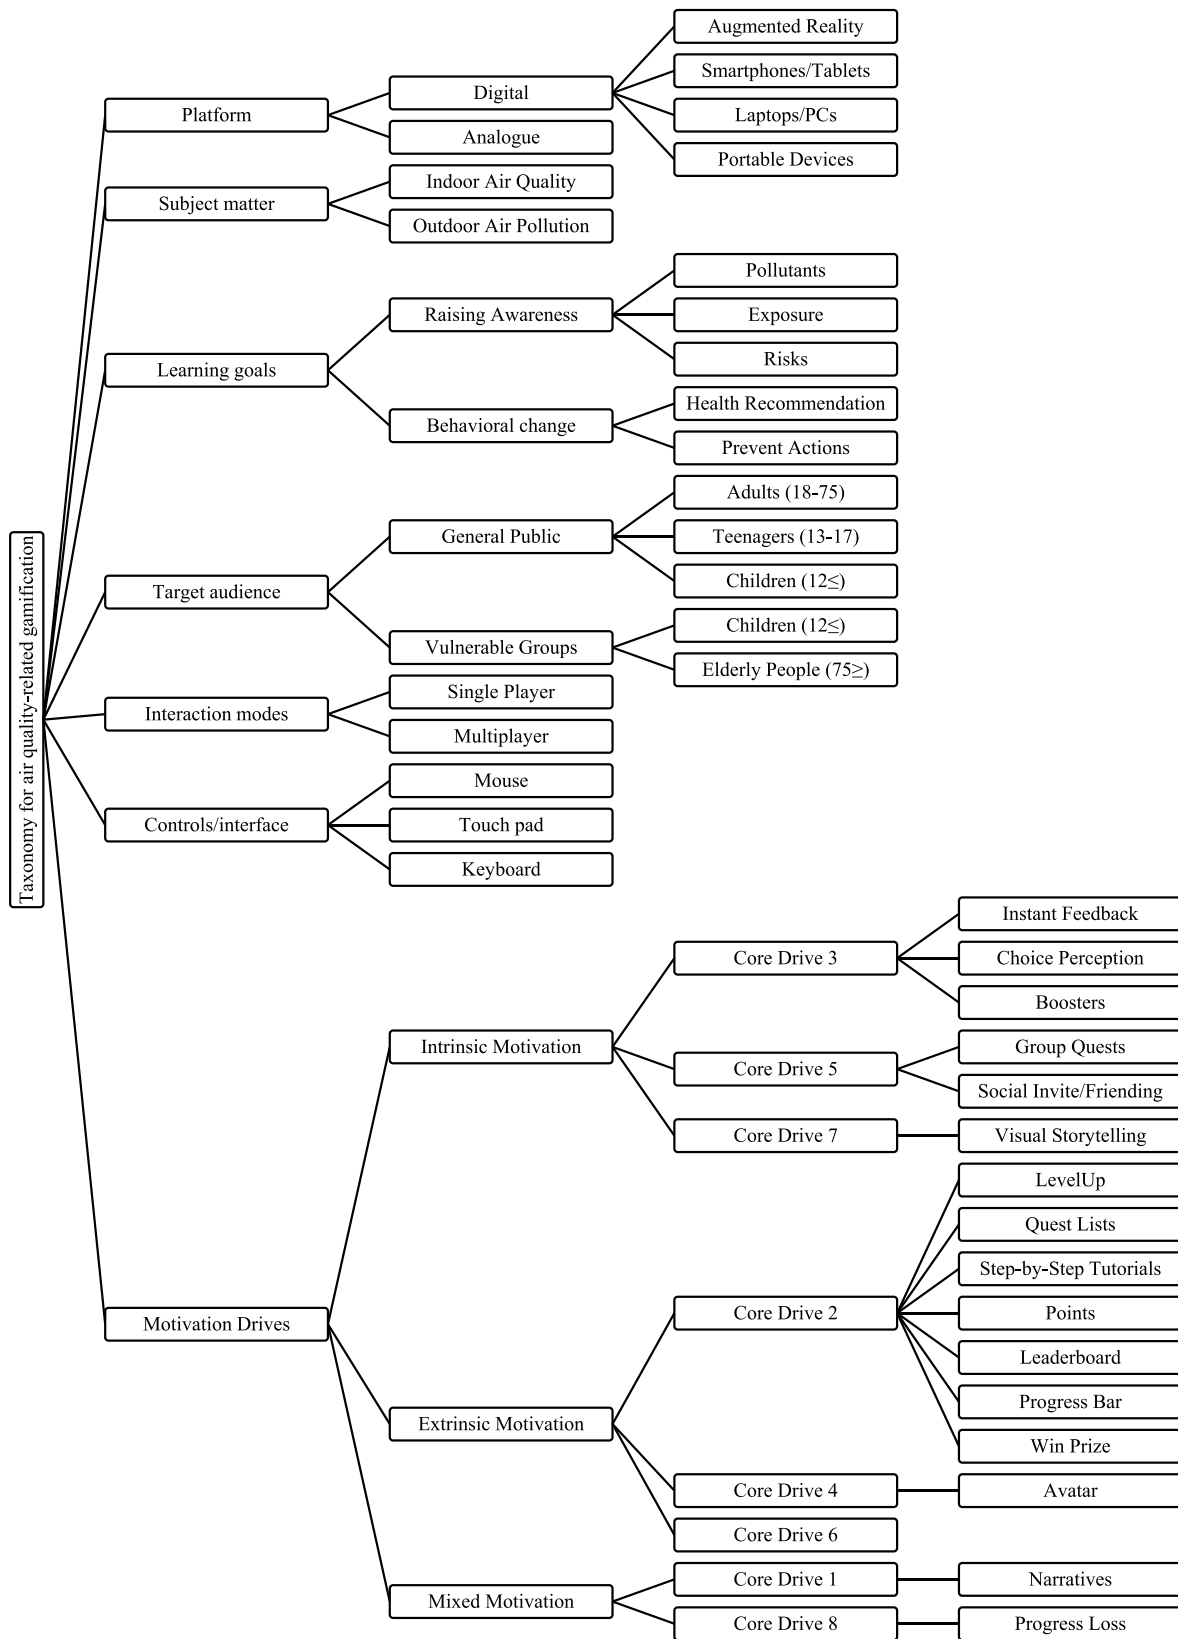 Taxonomy for air quality-related gamification
Platform
Digital
Augmented Reality
Smartphones/Tablets
Laptops/PCs
Portable Devices
Analogue
Subject matter
Indoor Air Quality
Outdoor Air Pollution
Learning goals
Raising Awareness
Pollutants
Exposure
Risks
Behavioral change
Health Recommendation
Prevent Actions
Target audience
General Public
Adults (18-75)
Teenagers (13-17)
Children (12≤)
Vulnerable Groups
Children (12≤)
Elderly People (75≥)
Interaction modes
Single Player
Multiplayer
Controls/interface
Mouse
Touch pad
Keyboard
Motivation Drives
Intrinsic Motivation
Core Drive 3
Instant Feedback
Choice Perception
Boosters
Core Drive 5
Group Quests
Social Invite/Friending
Core Drive 7
Visual Storytelling
Extrinsic Motivation
Core Drive 2
LevelUp
Quest Lists
Step-by-Step Tutorials
Points
Leaderboard
Progress Bar
Win Prize
Core Drive 4
Avatar
Core Drive 6
Mixed Motivation
Core Drive 1
Narratives
Core Drive 8
Progress Loss